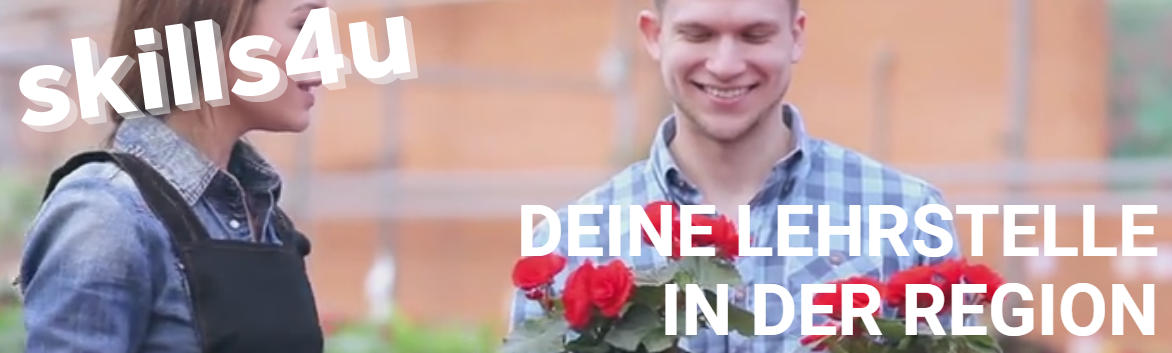 skills4u
DEINE LEHRSTELLE
IN DER REGION